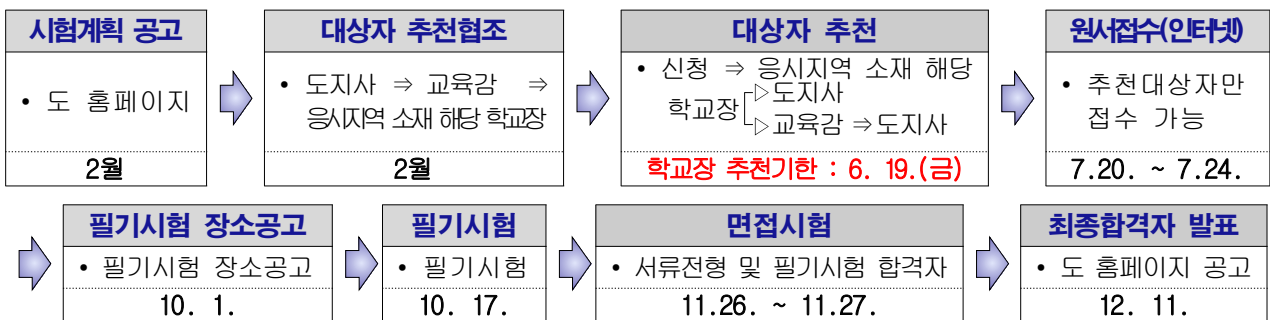 시험계획 공고
• 도 홈페이지
2월
대상자 추천협조
• 도지사 ⇒ 교육감 ⇒
응시지역 소재 해당 학교장
2월
대상자 추천
• 신청 ⇒ 응시지역 소재 해당
학교장 ▷도지사
▷교육감 ⇒도지사
학교장 추천기한 : 6. 19.(금)
원서접수(인터넷)
• 추천대상자만
접수 가능
7.20. ~ 7.24.
필기시험 장소공고
• 필기시험 장소공고
10. 1.
필기시험
• 필기시험
10. 17.
면접시험
• 서류전형 및 필기시험 합격자
11.26. ~ 11.27.
최종합격자 발표
• 도 홈페이지 공고
12. 11.